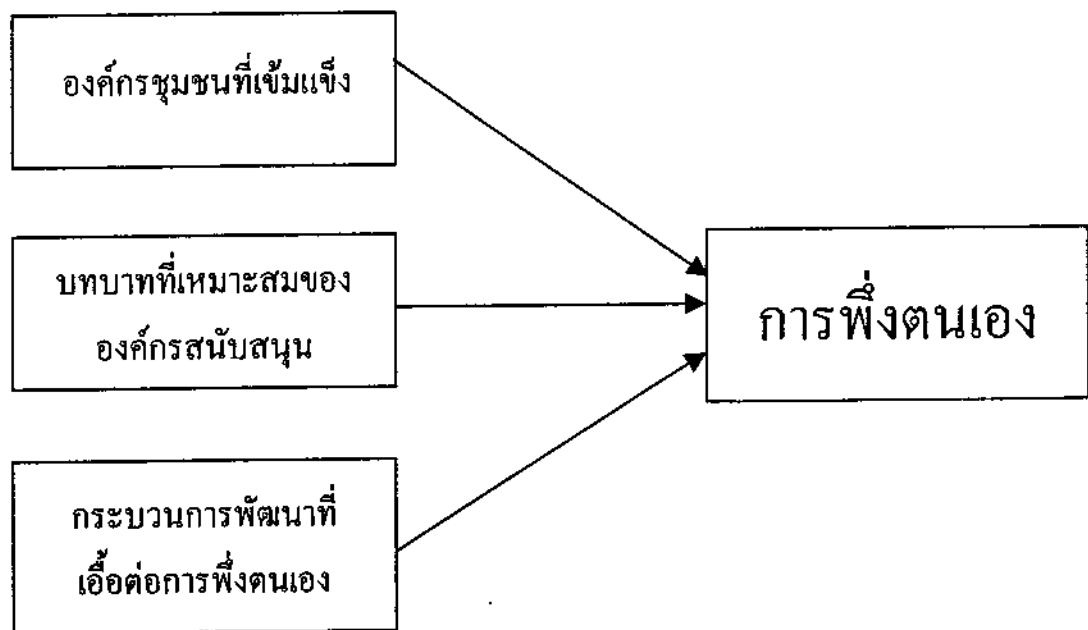 องค์กรชุมชนที่เข้มแข็ง
บทบาทที่เหมาะสมของ
องค์กรสนับสนุน
กระบวนการพัฒนาที่
เอื้อต่อการพึ่งตนเอง
การพึ่งตนเอง